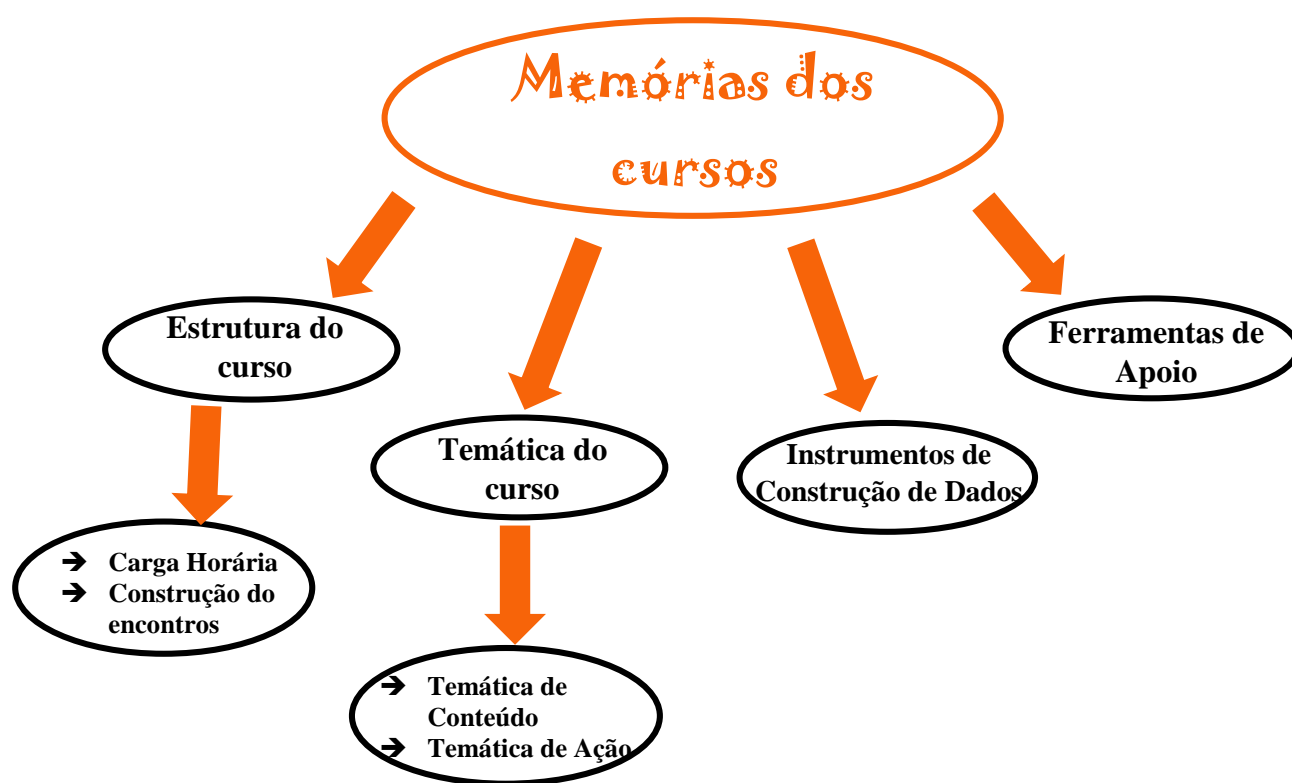 Memórias dos
cursos
Estrutura do
curso
Ferramentas de
Apoio
Temática do
curso
Instrumentos de
Construção de Dados
➔ Carga Horária
➔ Construção do
encontros
➔ Temática de
Conteúdo
➔ Temática de Ação